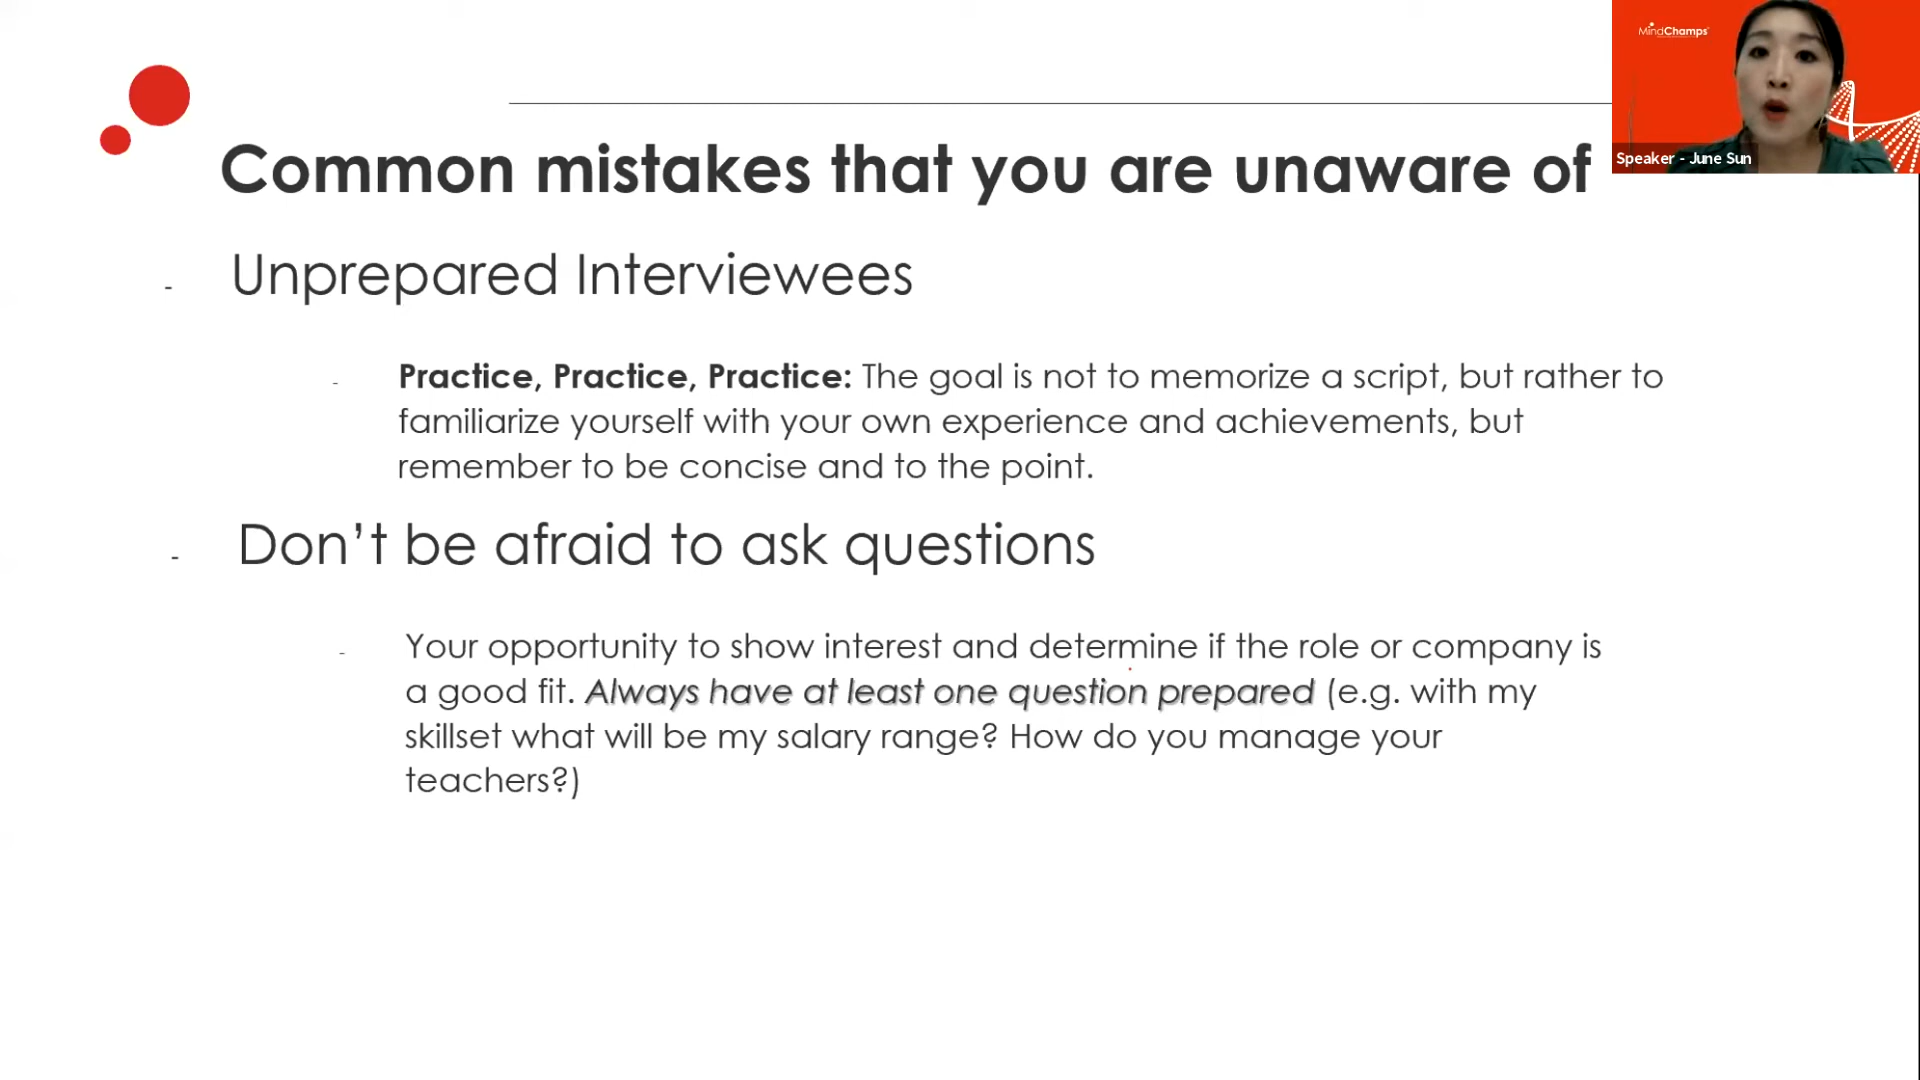 MindChamps
Speaker - June Sun
Common mistakes that you are unaware of
- Unprepared Interviewees
- Practice, Practice, Practice: The goal is not to memorize a script, but rather to
familiarize yourself with your own experience and achievements, but
remember to be concise and to the point.
- Don’t be afraid to ask questions
- Your opportunity to show interest and determine if the role or company is
a good fit. Always have at least one question prepared (e.g. with my
skillset what will be my salary range? How do you manage your
teachers?)